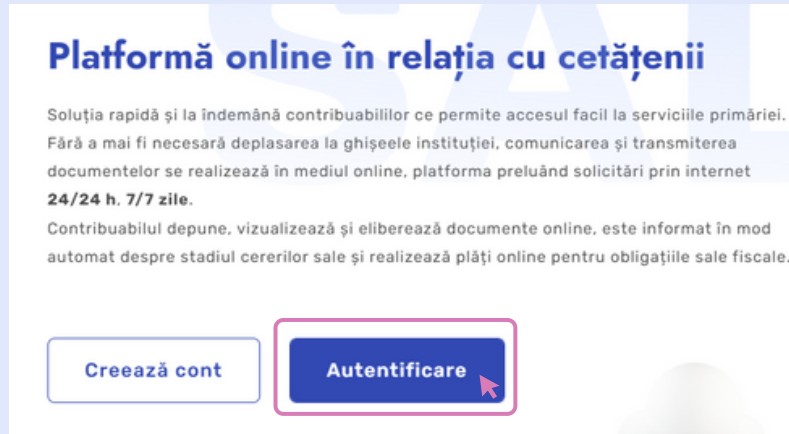 Platformă online în relația cu cetățenii
Soluția rapidă și la îndemână contribuabililor ce permite accesul facil la serviciile primăriei.
Fără a mai fi necesară deplasarea la ghișeele instituției, comunicarea și transmiterea
documentelor se realizează în mediul online, platforma preluând solicitări prin internet
24/24 h, 7/7 zile.
Contribuabilul depune, vizualizează și eliberează documente online, este informat în mod
automat despre stadiul cererilor sale și realizează plăți online pentru obligațiile sale fiscale.
Creează cont
Autentificare